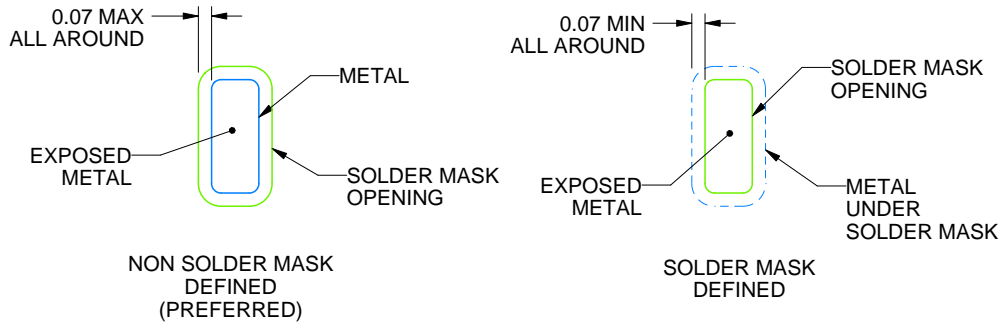 0.07 MAX
ALL AROUND
METAL
EXPOSED
METAL
SOLDER MASK
OPENING
NON SOLDER MASK
DEFINED
(PREFERRED)
0.07 MIN
ALL AROUND
SOLDER MASK
OPENING
EXPOSED
METAL
METAL
UNDER
SOLDER MASK
SOLDER MASK
DEFINED